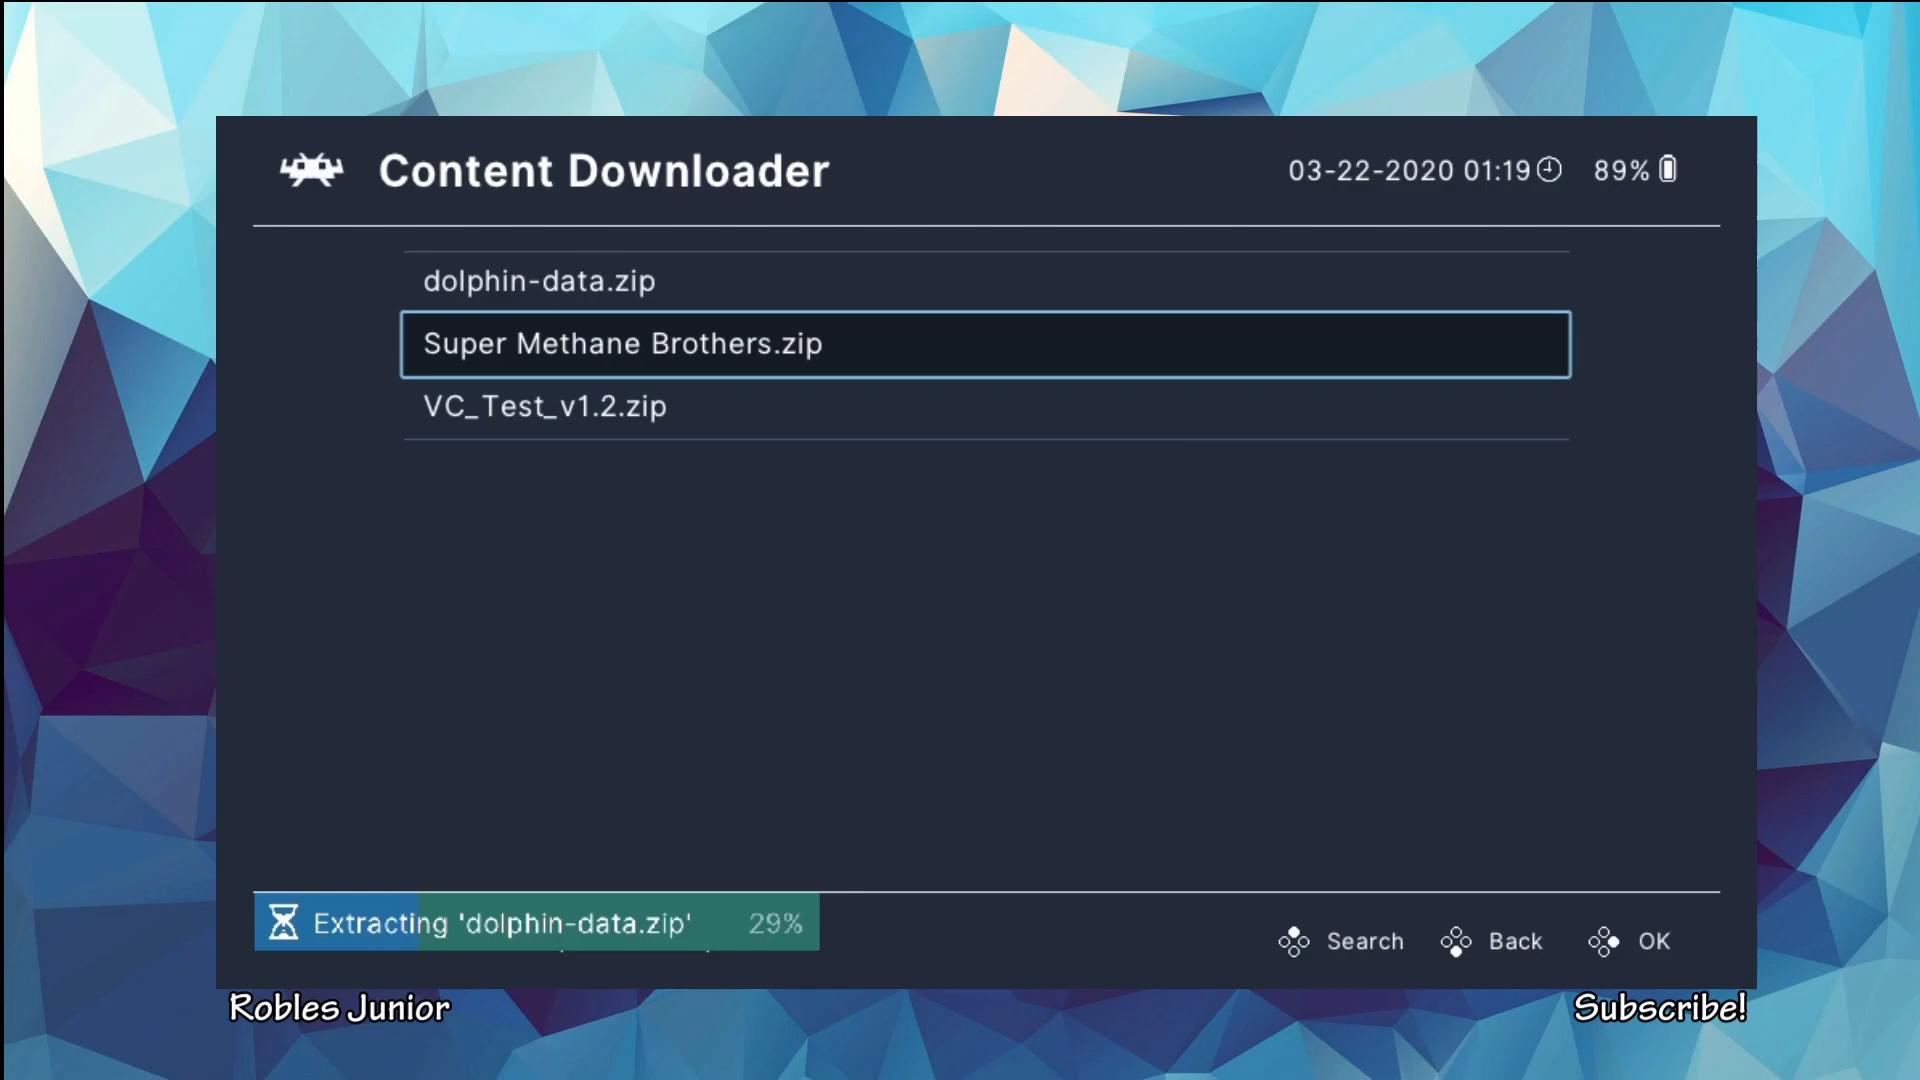 Content Downloader
03-22-2020 01:19 89%
dolphin-data.zip
Super Methane Brothers.zip
VC_Test_v1.2.zip
Extracting 'dolphin-data.zip' 29%
Search Back OK
Robles Junior Subscribe!